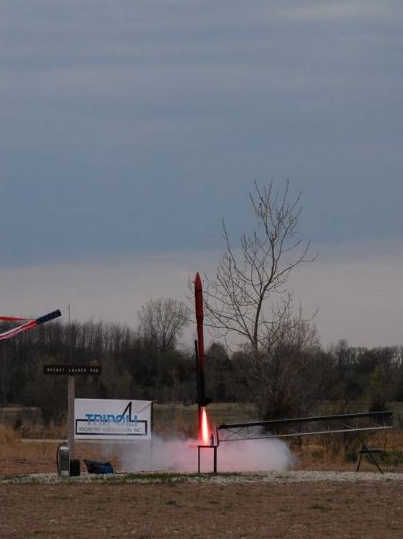 ROCKET LAUNCH PAD
TRIPOLI
ROCKETRY ASSOCIATION, INC.